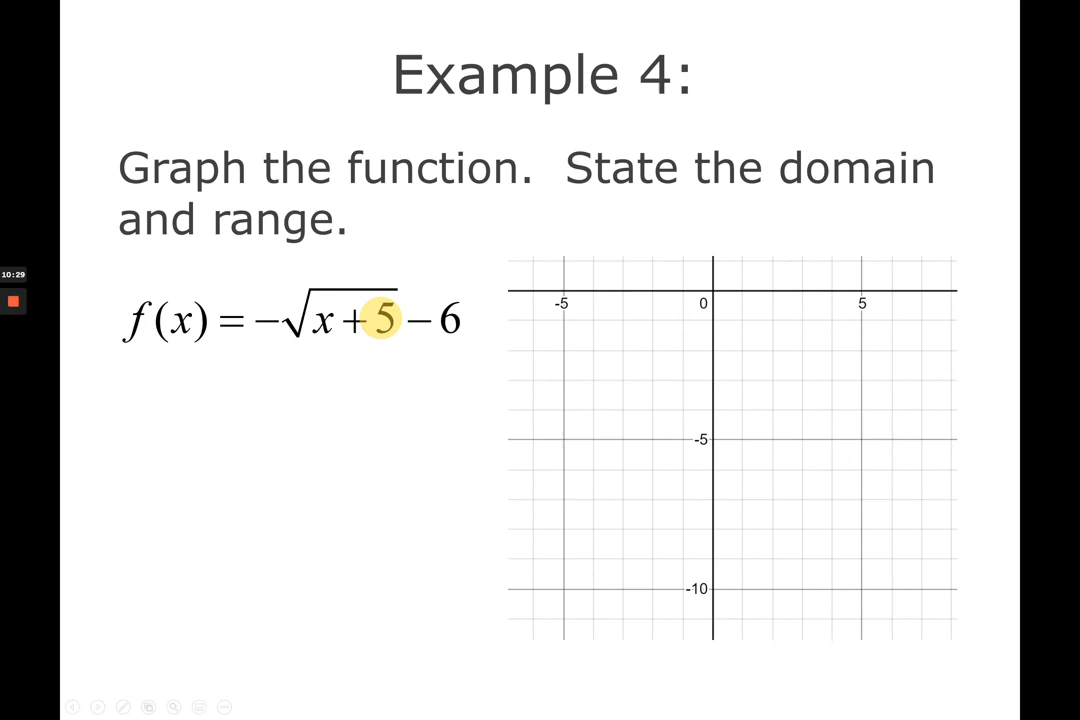 Example 4:
Graph the function. State the domain
and range.
10:29
f(x) = −√x+5 − 6
-5 0 5
-5
-10